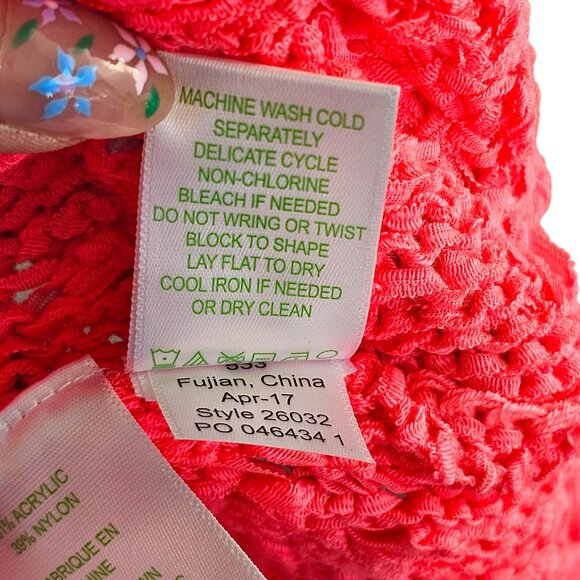 MACHINE WASH COLD
SEPARATELY
DELICATE CYCLE
NON-CHLORINE
BLEACH IF NEEDED
DO NOT WRING OR TWIST
BLOCK TO SHAPE
LAY FLAT TO DRY
COOL IRON IF NEEDED
OR DRY CLEAN
Fujian, China
Apr-17
Style 26032
PO 046434 1
% ACRYLIC
39% NYLON
EN